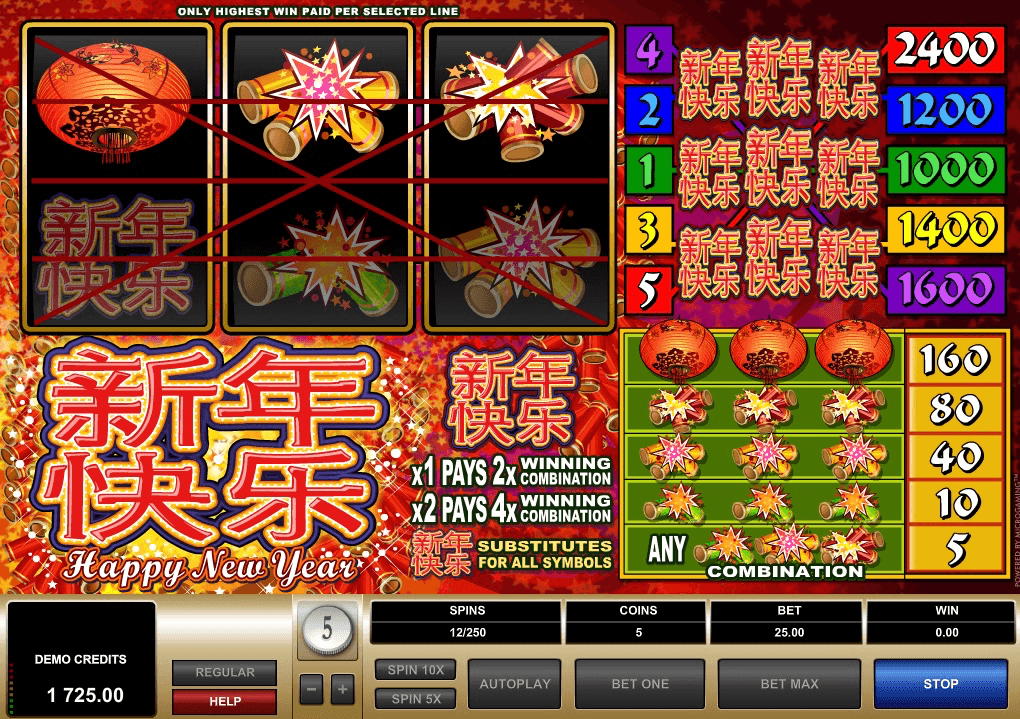 ONLY HIGHEST WIN PAID PER SELECTED LINE
新年
快乐
4
新年
快乐
新年
快乐
新年
快乐
2400
2
1200
1
新年
快乐
新年
快乐
新年
快乐
1000
3
1400
新年
快乐
新年
快乐
新年
快乐
5
1600
新年
快乐
Happy New Year
新年
快乐
x1 PAYS 2x WINNING COMBINATION
x2 PAYS 4x WINNING COMBINATION
新年
快乐
SUBSTITUTES
FOR ALL SYMBOLS
160
80
40
10
ANY
COMBINATION
5
POWERED BY MICROGAMING™
DEMO CREDITS
1 725.00
REGULAR
HELP
5
−
+
SPINS
12/250
COINS
5
BET
25.00
WIN
0.00
SPIN 10X
SPIN 5X
AUTOPLAY
BET ONE
BET MAX
STOP